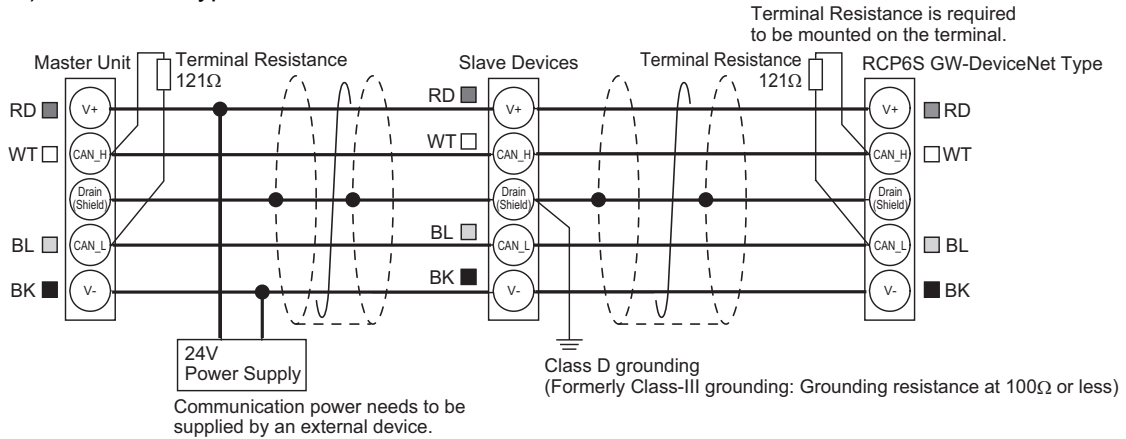 Terminal Resistance is required
to be mounted on the terminal.
Master Unit
Terminal Resistance
121Ω
Slave Devices
Terminal Resistance
121Ω
RCP6S GW-DeviceNet Type
RD
V+
RD
V+
V+
RD
WT
CAN_H
WT
CAN_H
CAN_H
WT
Drain
(Shield)
Drain
(Shield)
Drain
(Shield)
BL
CAN_L
BL
CAN_L
CAN_L
BL
BK
V-
BK
V-
V-
BK
24V
Power Supply
Communication power needs to be
supplied by an external device.
Class D grounding
(Formerly Class-III grounding: Grounding resistance at 100Ω or less)